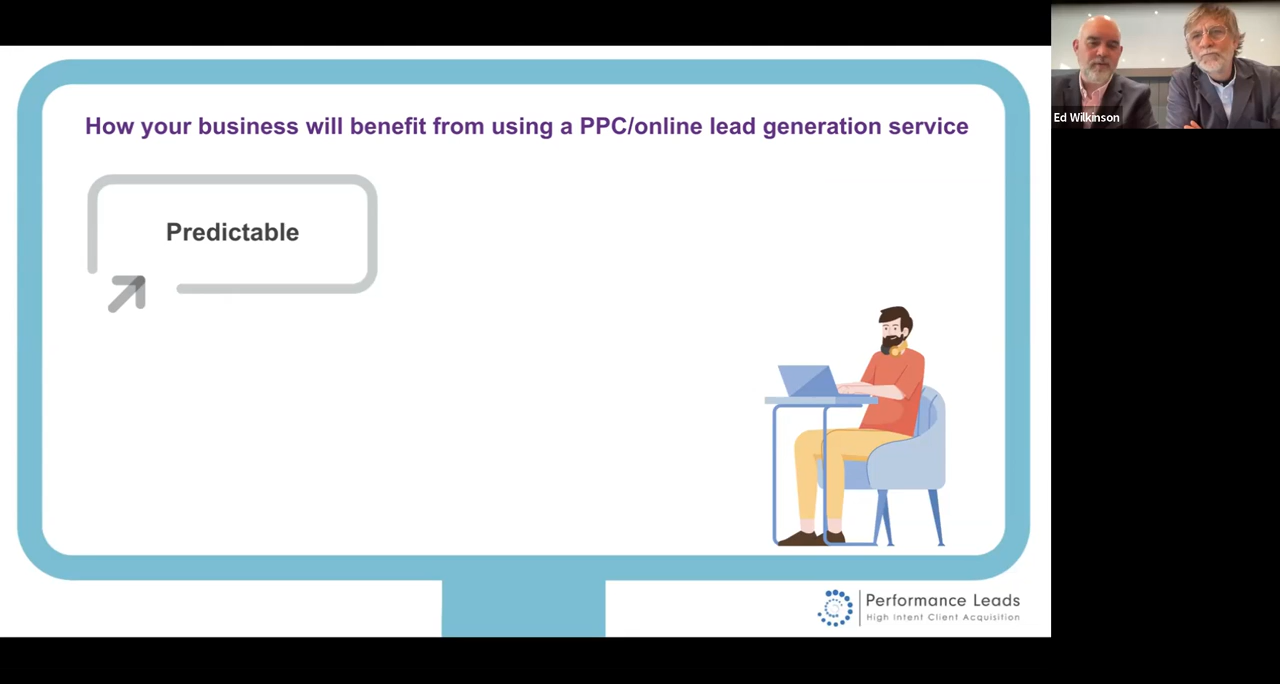 How your business will benefit from using a PPC/online lead generation service
Predictable
Performance Leads
High Intent Client Acquisition
Ed Wilkinson